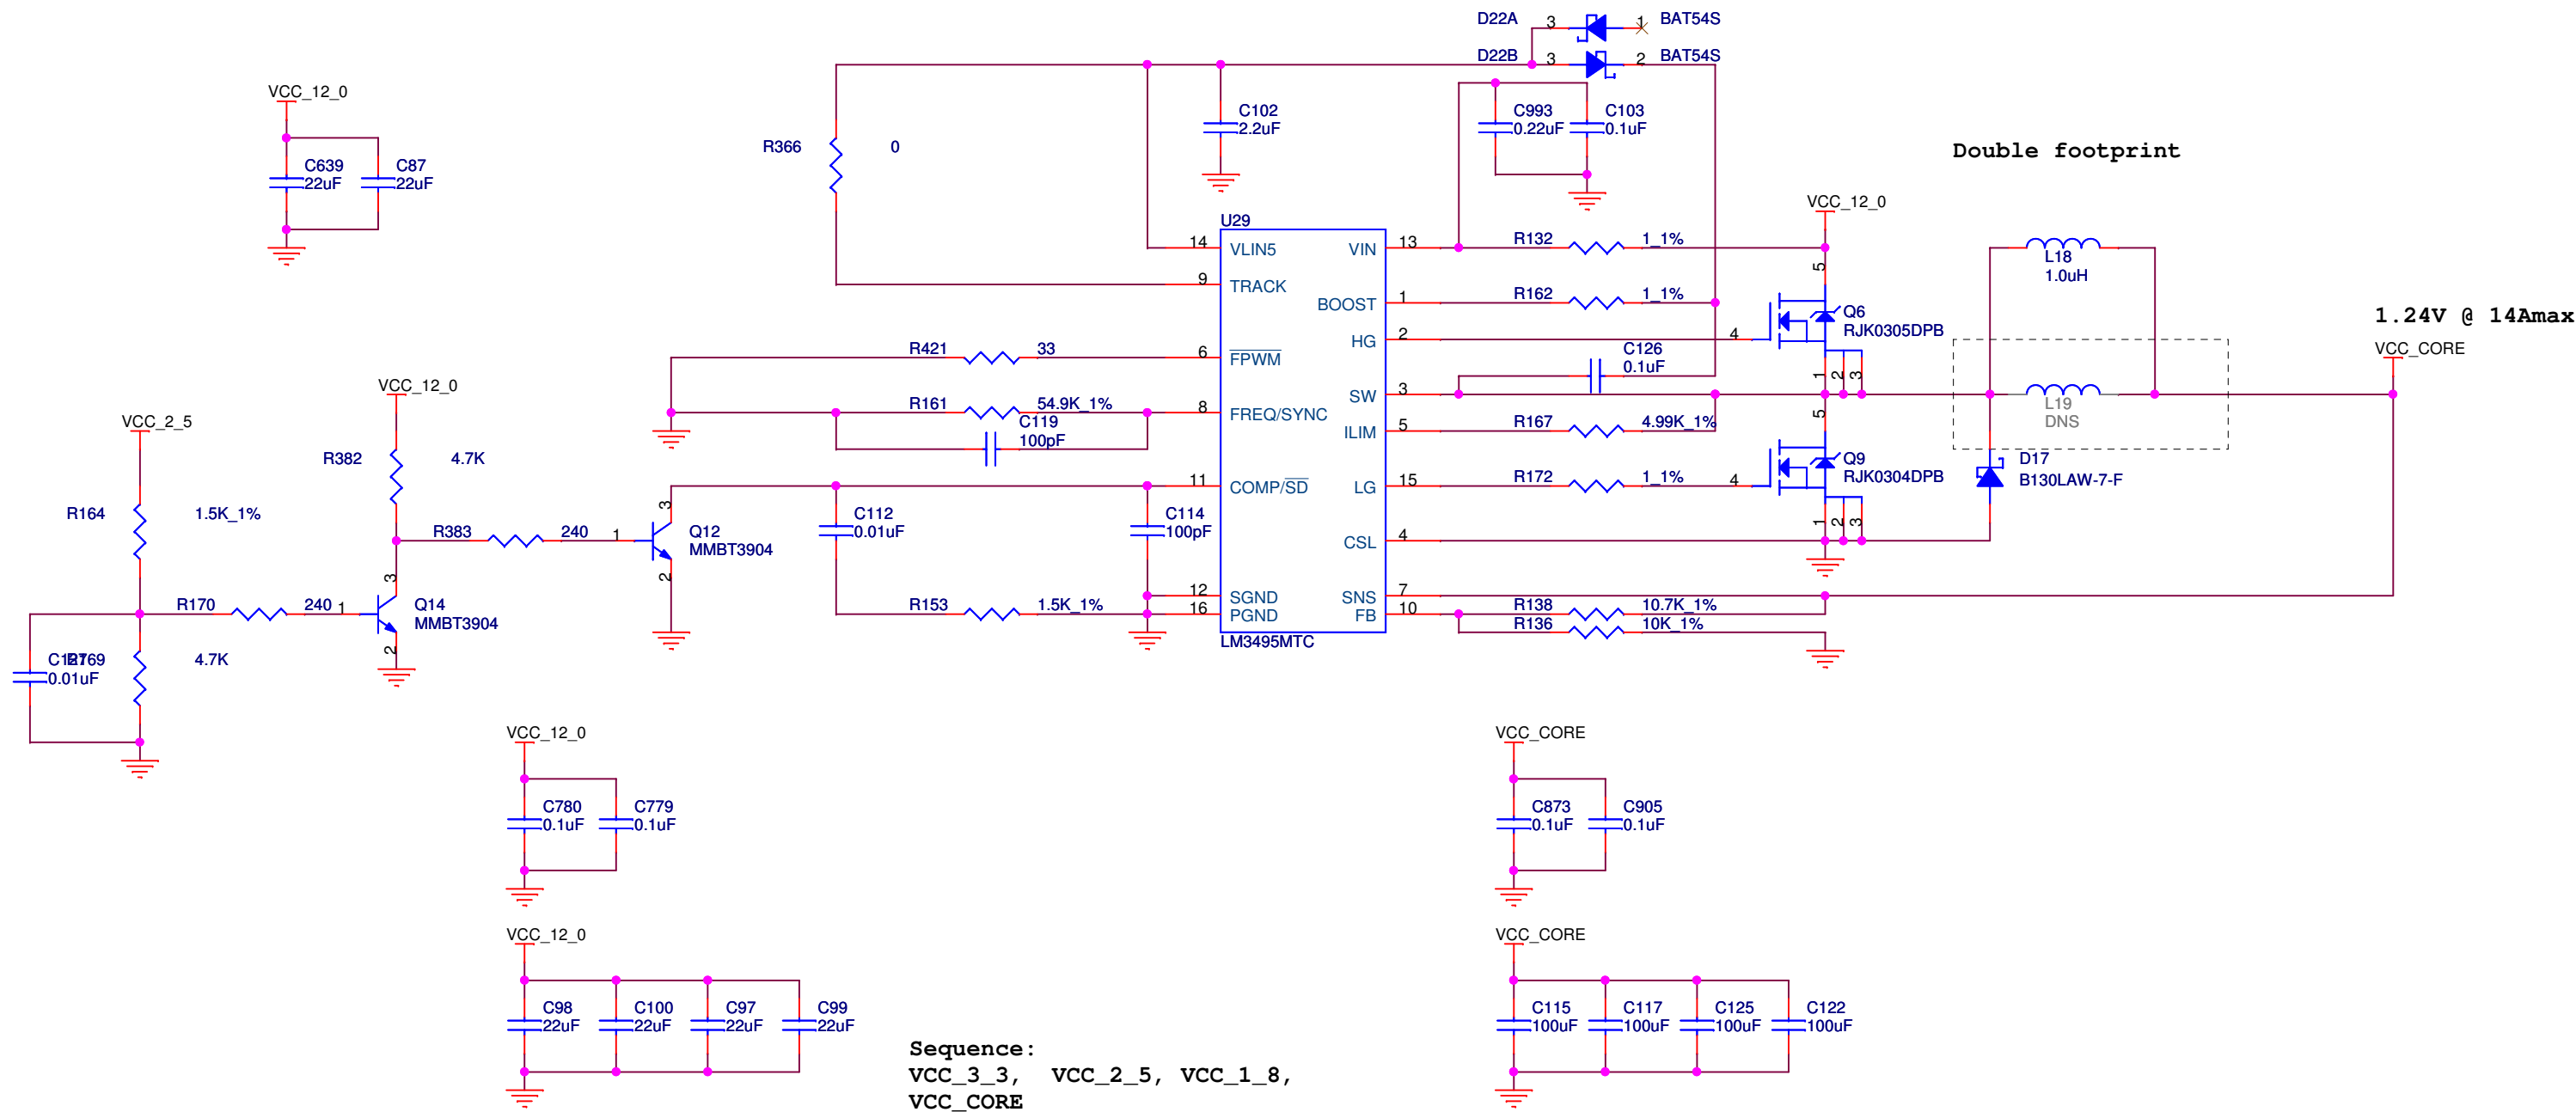 D22A 3 1 BAT54S
D22B 3 2 BAT54S
VCC_12_0
C639
22uF
C87
22uF
R366 0
C102
2.2uF
C993
0.22uF
C103
0.1uF
Double footprint
VCC_12_0
U29
14 VLIN5
9 TRACK
6 FPWM
8 FREQ/SYNC
11 COMP/SD
12 SGND
16 PGND
VIN 13
BOOST 1
HG 2
SW 3
ILIM 5
LG 15
CSL 4
SNS 7
FB 10
LM3495MTC
R132 1_1%
R162 1_1%
C126
0.1uF
R167 4.99K_1%
R172 1_1%
R138 10.7K_1%
R136 10K_1%
5
4
Q6
RJK0305DPB
1 2 3
5
4
Q9
RJK0304DPB
1 2 3
L18
1.0uH
L19
DNS
D17
B130LAW-7-F
1.24V @ 14Amax
VCC_CORE
R421 33
R161 54.9K_1%
C119
100pF
VCC_12_0
VCC_2_5
R382 4.7K
R164 1.5K_1%
R383 240 1
3
Q12
MMBT3904
2
C112
0.01uF
C114
100pF
R153 1.5K_1%
R170 240 1
3
Q14
MMBT3904
2
4.7K
0.01uF
VCC_12_0
C780
0.1uF
C779
0.1uF
VCC_CORE
C873
0.1uF
C905
0.1uF
VCC_12_0
C98
22uF
C100
22uF
C97
22uF
C99
22uF
VCC_CORE
C115
100uF
C117
100uF
C125
100uF
C122
100uF
Sequence:
VCC_3_3, VCC_2_5, VCC_1_8,
VCC_CORE